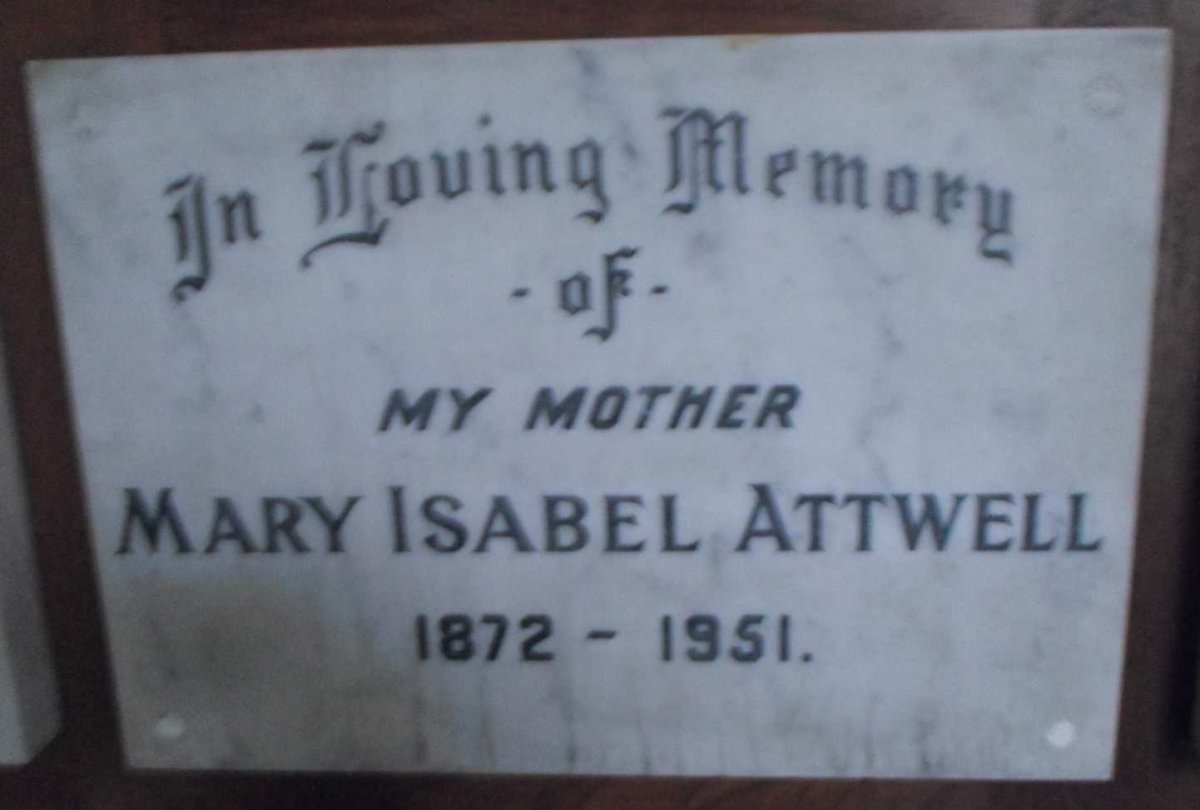 In Loving Memory
- of -
MY MOTHER
MARY ISABEL ATTWELL
1872 - 1951.